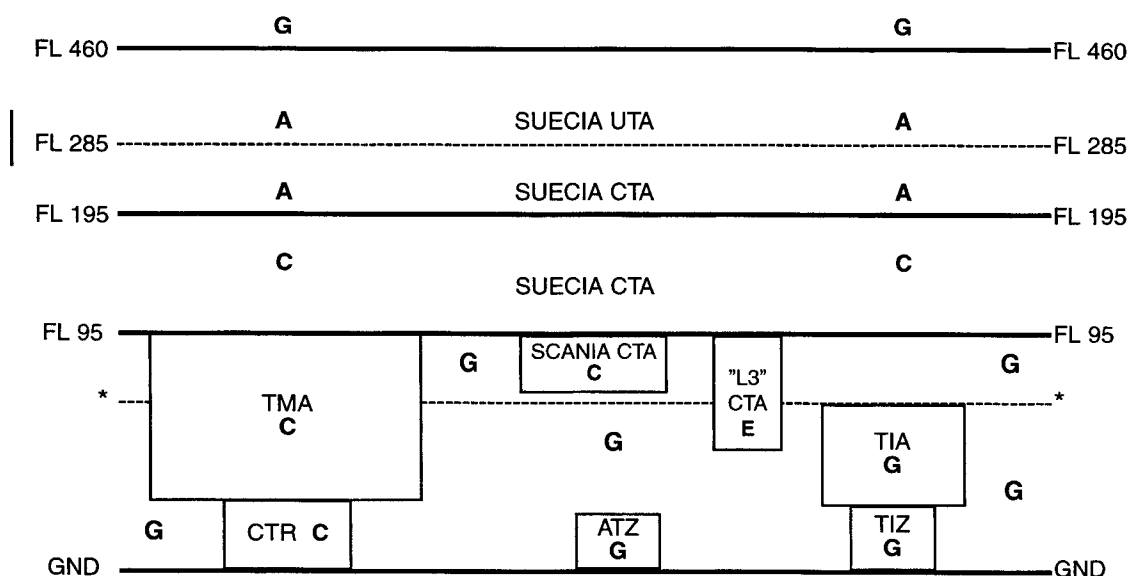 G G
FL 460 FL 460
A SUECIA UTA A
FL 285 FL 285
A SUECIA CTA A
FL 195 FL 195
C C
SUECIA CTA
FL 95 FL 95
G SCANIA CTA G
C
"L3"
CTA
E
* *
TMA
C
G
TIA
G
G
G CTR C
ATZ
G
TIZ
G
GND GND